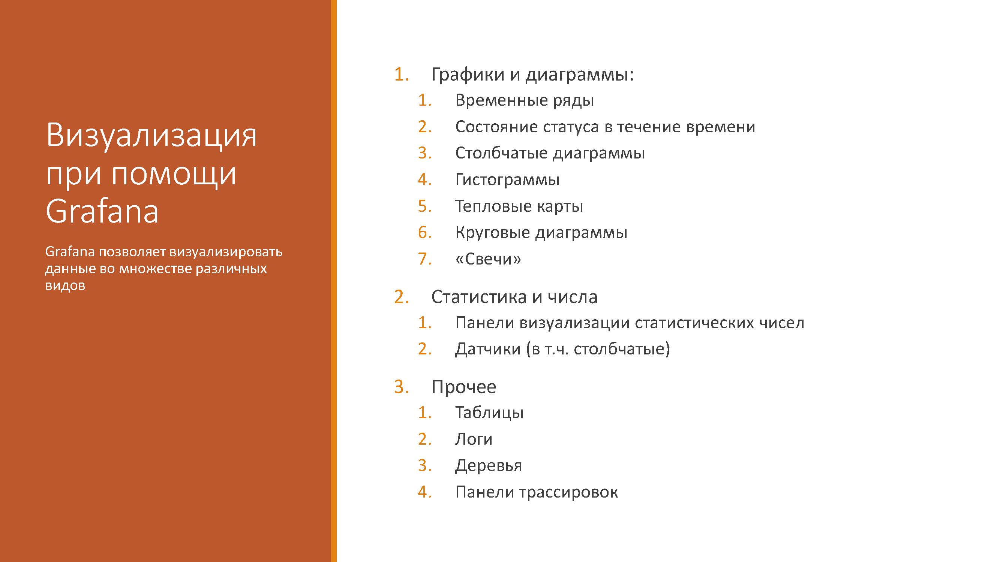 Визуализация
при помощи
Grafana
Grafana позволяет визуализировать
данные во множестве различных
видов
1. Графики и диаграммы:
1. Временные ряды
2. Состояние статуса в течение времени
3. Столбчатые диаграммы
4. Гистограммы
5. Тепловые карты
6. Круговые диаграммы
7. «Свечи»
2. Статистика и числа
1. Панели визуализации статистических чисел
2. Датчики (в т.ч. столбчатые)
3. Прочее
1. Таблицы
2. Логи
3. Деревья
4. Панели трассировок